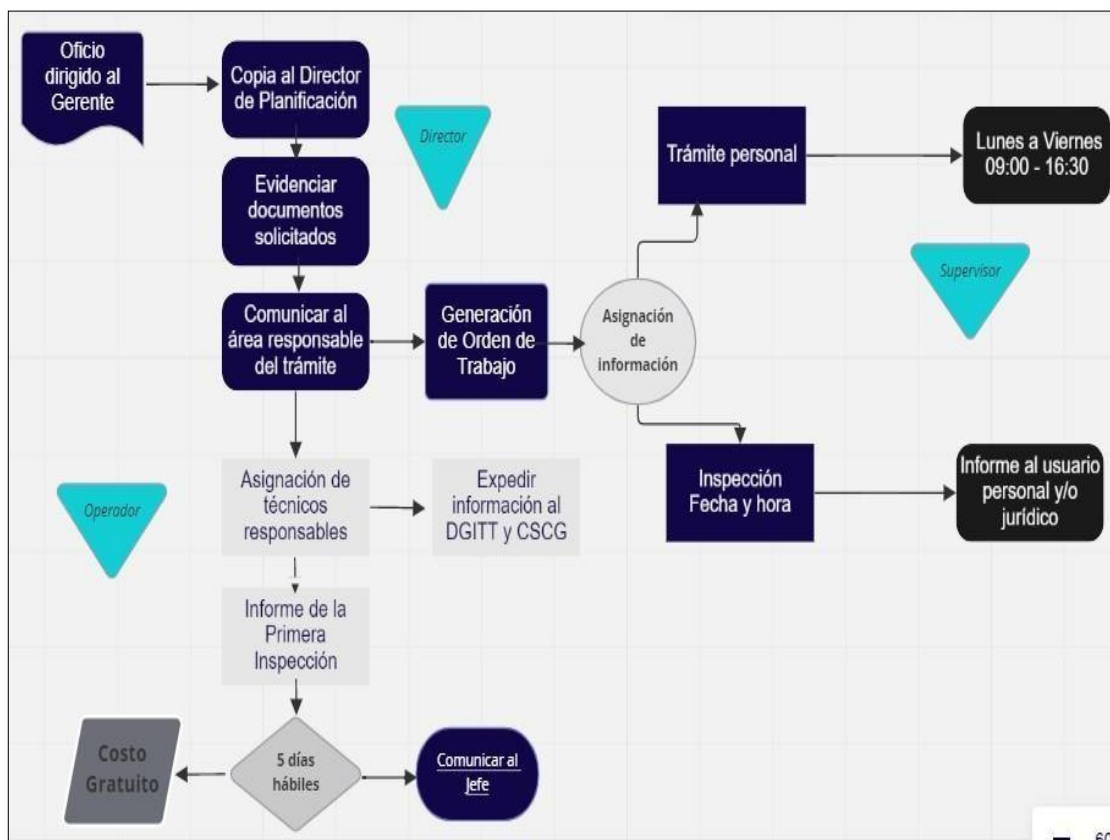 Oficio
dirigido al
Gerente
Copia al Director
de Planificación
Director
Evidenciar
documentos
solicitados
Comunicar al
área responsable
del trámite
Generación
de Orden de
Trabajo
Asignación
de
información
Trámite personal
Lunes a Viernes
09:00 - 16:30
Supervisor
Inspección
Fecha y hora
Informe al usuario
personal y/o
jurídico
Operador
Asignación de
técnicos
responsables
Expedir
información al
DGITT y CSCG
Informe de la
Primera
Inspección
Costo
Gratuito
5 días
hábiles
Comunicar al
Jefe